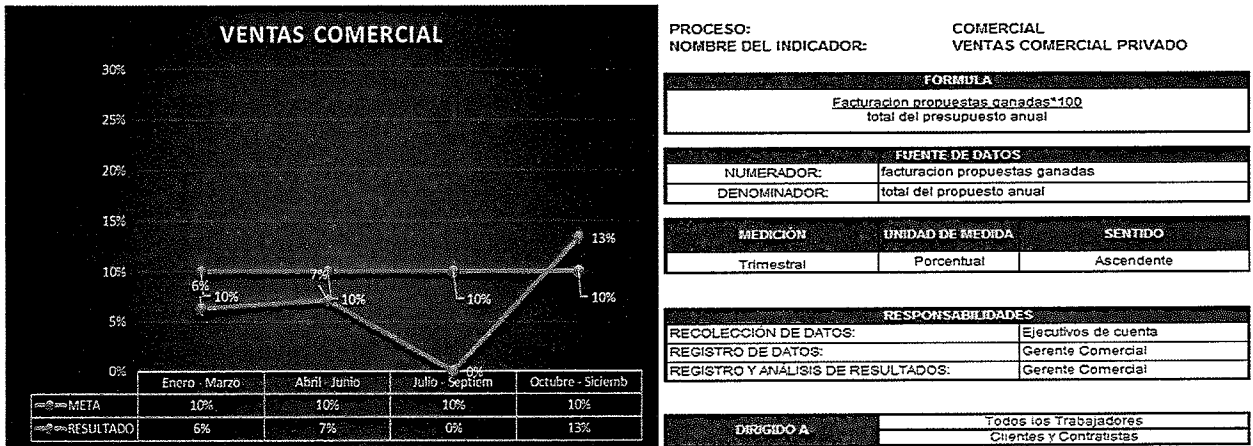 VENTAS COMERCIAL
30%
25%
20%
15%
10%
5%
0%
6%
10%
7%
10%
10%
0%
13%
10%
Enero - Marzo Abril - Junio Julio - Septiem Octubre - Siciemb
META 10% 10% 10% 10%
RESULTADO 6% 7% 0% 13%
PROCESO: COMERCIAL
NOMBRE DEL INDICADOR: VENTAS COMERCIAL PRIVADO
FORMULA
Facturacion propuestas ganadas*100
total del presupuesto anual
FUENTE DE DATOS
NUMERADOR: facturacion propuestas ganadas
DENOMINADOR: total del propuesto anual
MEDICIÓN UNIDAD DE MEDIDA SENTIDO
Trimestral Porcentual Ascendente
RESPONSABILIDADES
RECOLECCIÓN DE DATOS: Ejecutivos de cuenta
REGISTRO DE DATOS: Gerente Comercial
REGISTRO Y ANÁLISIS DE RESULTADOS: Gerente Comercial
DIRIGIDO A Todos los Trabajadores
Clientes y Contratistas